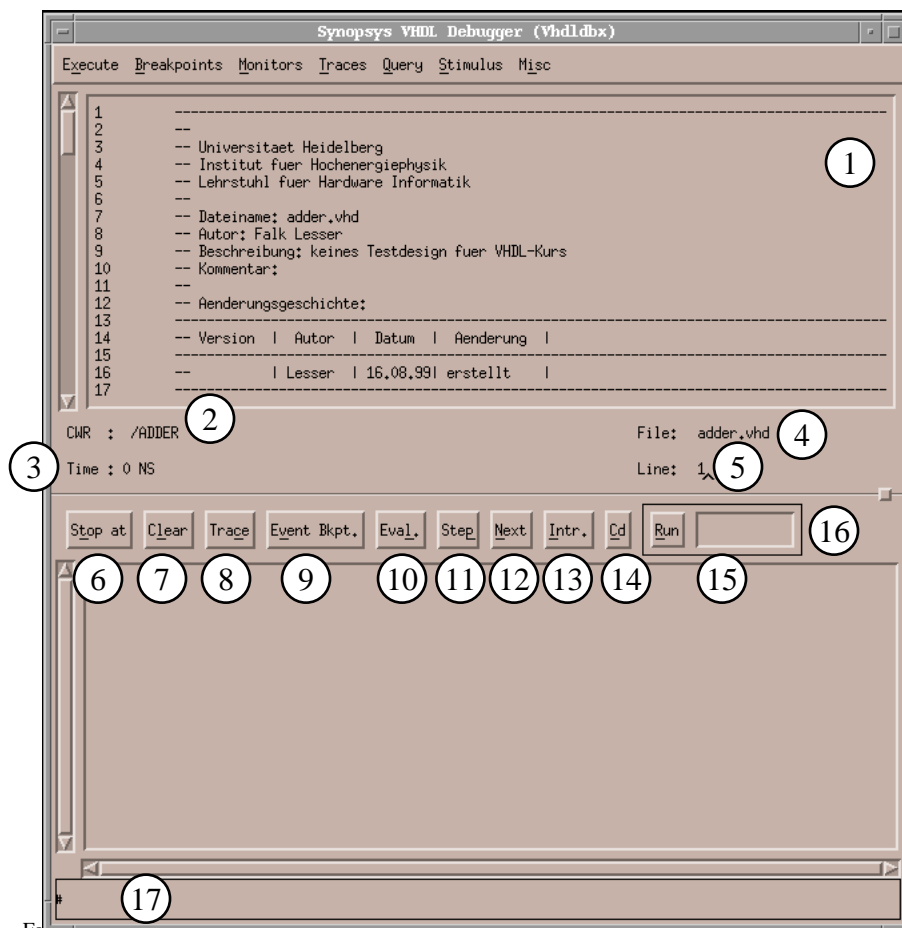 Synopsys VHDL Debugger (Vhdldbx)
Execute Breakpoints Monitors Traces Query Stimulus Misc
1 --------------------------------------------------------------------------------
2 --
3 -- Universitaet Heidelberg
4 -- Institut fuer Hochenergiephysik
5 -- Lehrstuhl fuer Hardware Informatik
6 --
7 -- Dateiname: adder.vhd
8 -- Autor: Falk Lesser
9 -- Beschreibung: keines Testdesign fuer VHDL-Kurs
10 -- Kommentar:
11 --
12 -- Aenderungsgeschichte:
13 --------------------------------------------------------------------------------
14 -- Version | Autor | Datum | Aenderung |
15 --------------------------------------------------------------------------------
16 -- | Lesser | 16.08.99| erstellt |
17 --------------------------------------------------------------------------------
1
CWR : /ADDER 2 File: adder.vhd 4
3 Time : 0 NS Line: 1 5
Stop at Clear Trace Event Bkpt. Eval. Step Next Intr. Cd Run 16
6 7 8 9 10 11 12 13 14 15
# 17